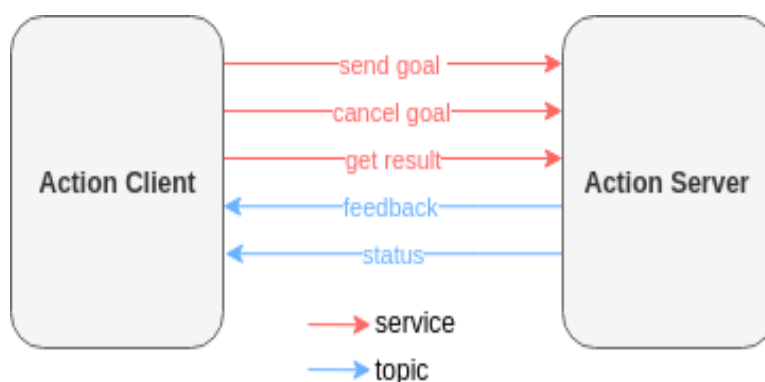 Action Client
send goal
cancel goal
get result
feedback
status
Action Server
service
topic